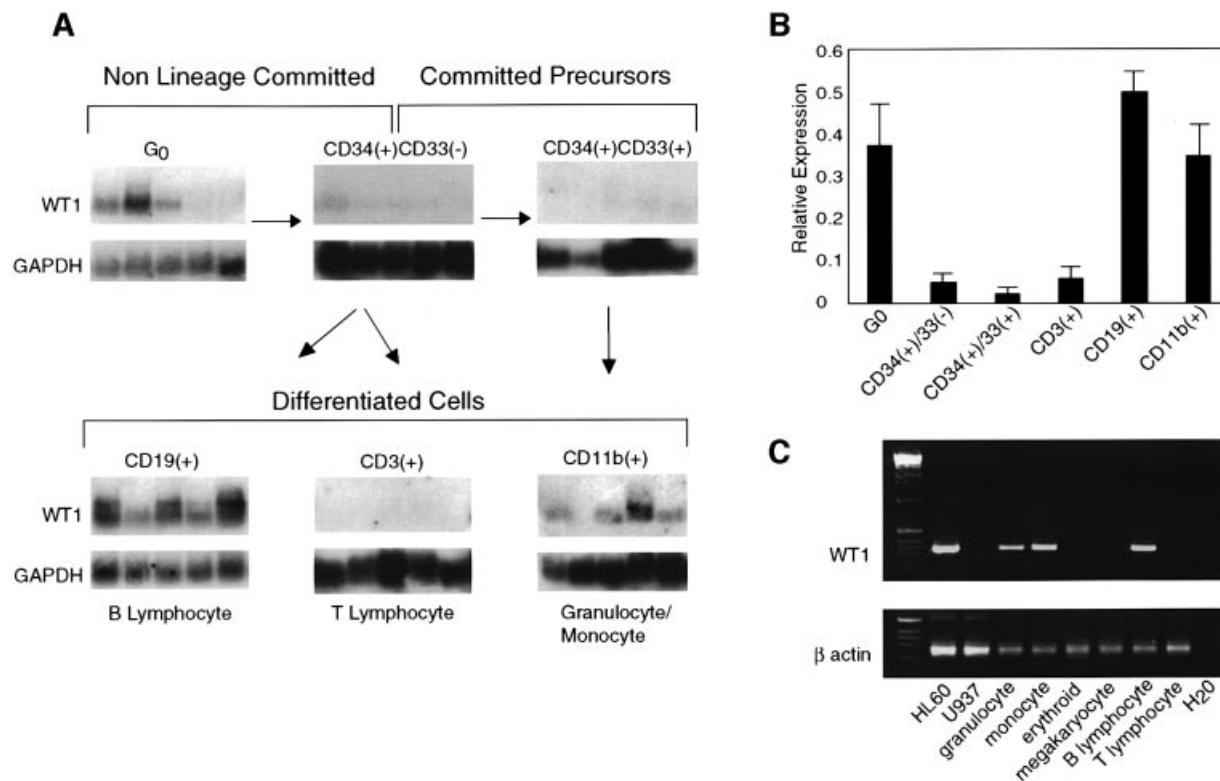 A
Non Lineage Committed
Committed Precursors
G0
CD34(+)CD33(-)
CD34(+)CD33(+)
WT1
GAPDH
Differentiated Cells
CD19(+)
CD3(+)
CD11b(+)
WT1
GAPDH
B Lymphocyte
T Lymphocyte
Granulocyte/
Monocyte
B
Relative Expression
0.6
0.5
0.4
0.3
0.2
0.1
0
G0
CD34(+)/33(-)
CD34(+)/33(+)
CD3(+)
CD19(+)
CD11b(+)
C
WT1
β actin
HL60
U937
granulocyte
monocyte
erythroid
megakaryocyte
B lymphocyte
T lymphocyte
H20